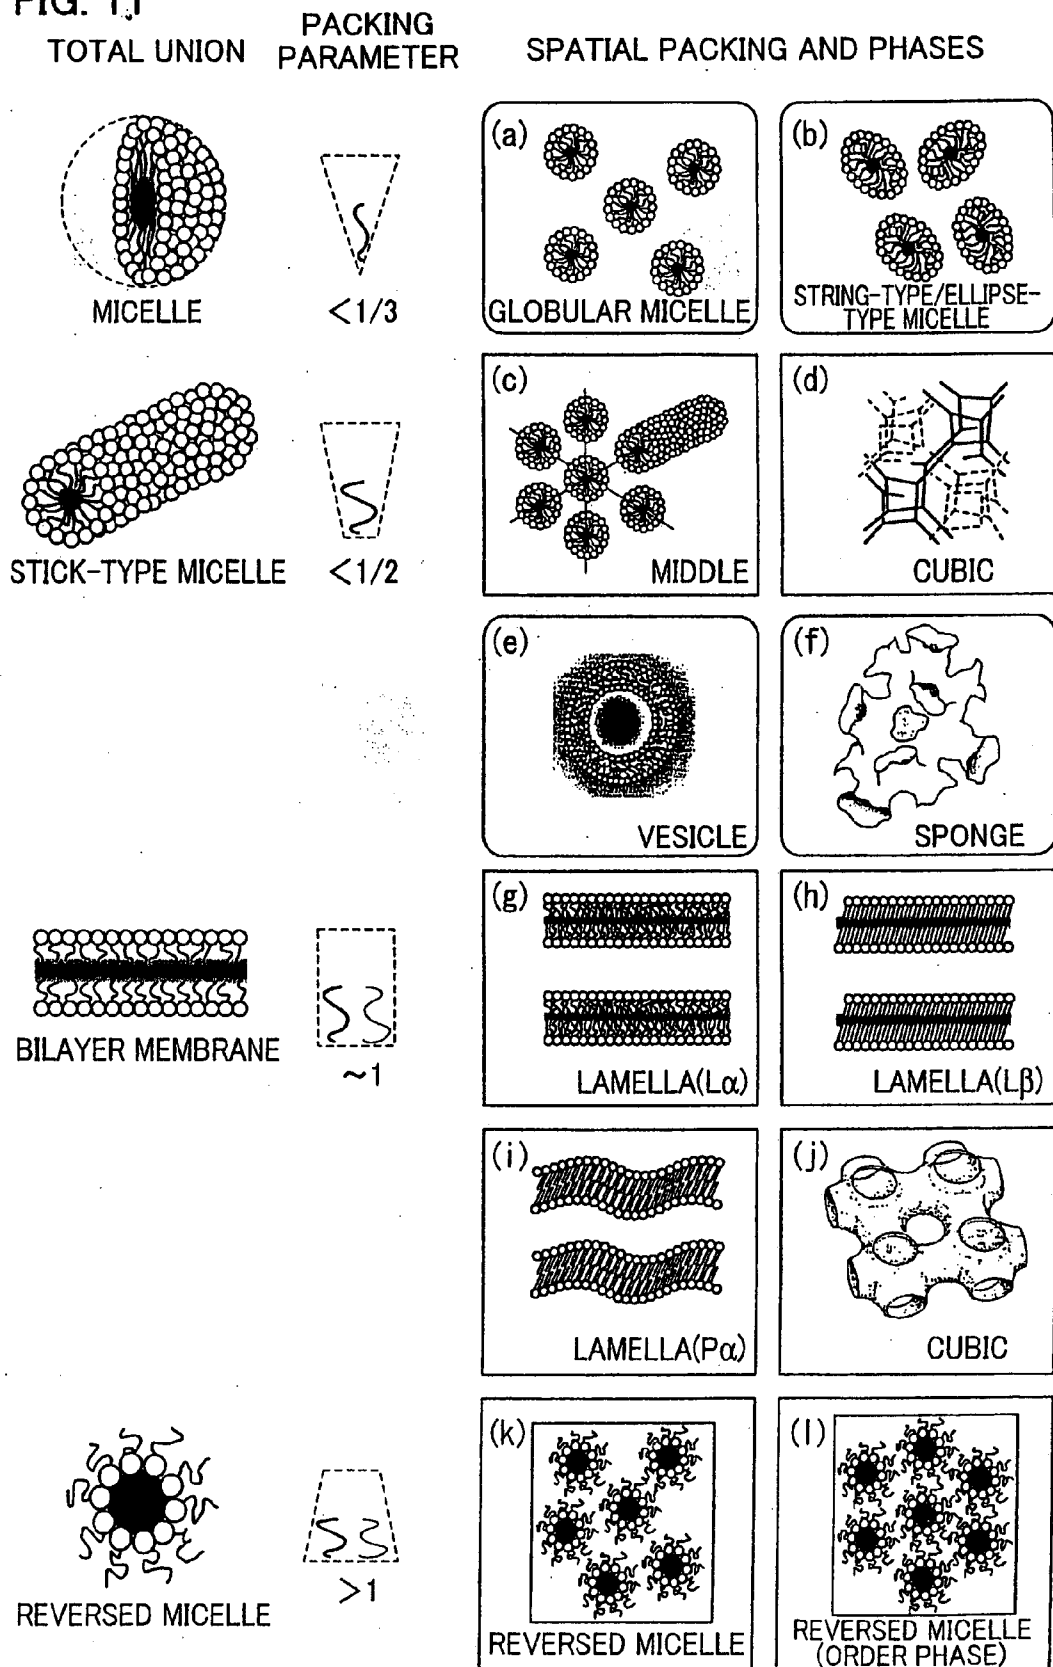 FIG. 11
TOTAL UNION
PACKING
PARAMETER
SPATIAL PACKING AND PHASES
MICELLE
<1/3
(a)
GLOBULAR MICELLE
(b)
STRING-TYPE/ELLIPSE-
TYPE MICELLE
STICK-TYPE MICELLE
<1/2
(c)
MIDDLE
(d)
CUBIC
(e)
VESICLE
(f)
SPONGE
BILAYER MEMBRANE
~1
(g)
LAMELLA(Lα)
(h)
LAMELLA(Lβ)
(i)
LAMELLA(Pα)
(j)
CUBIC
REVERSED MICELLE
>1
(k)
REVERSED MICELLE
(l)
REVERSED MICELLE
(ORDER PHASE)